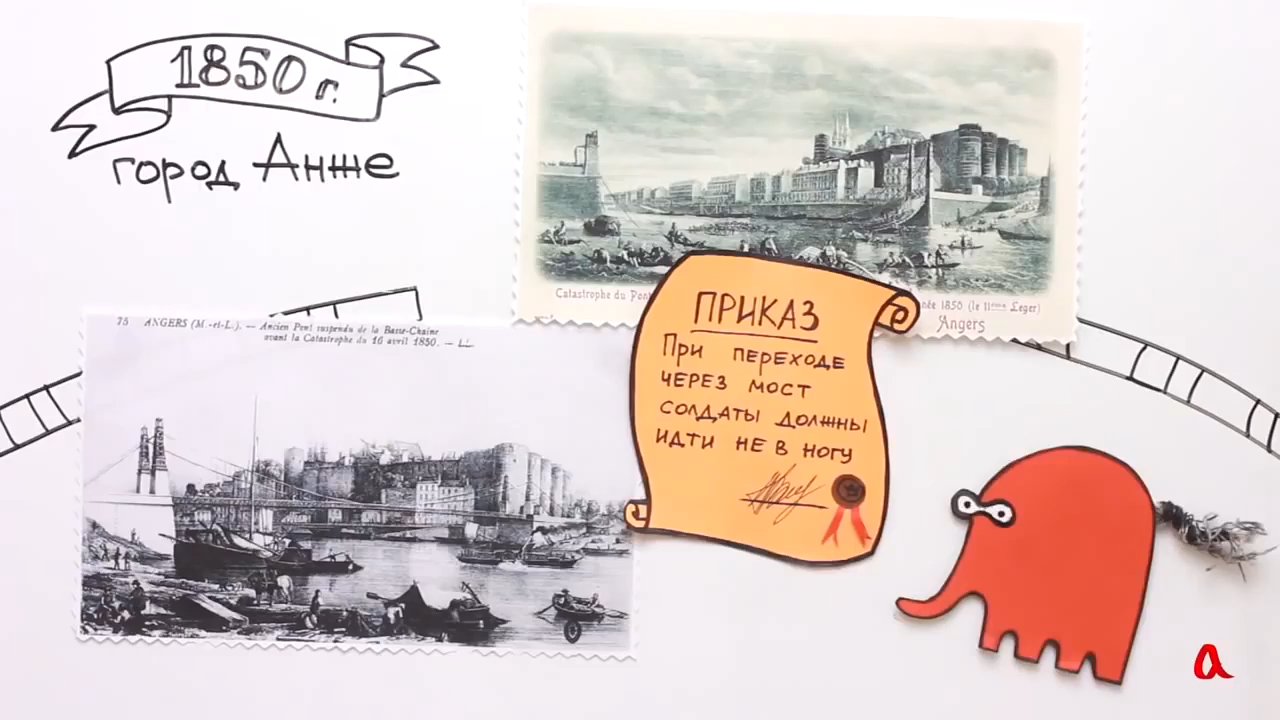 1850 г.
город Анже
Catastrophe du Pont
née 1850 (le 11ème Leger)
Angers
75 ANGERS (M.-et-L.). — Ancien Pont suspendu de la Basse-Chaine
avant la Catastrophe du 16 avril 1850. — LL
ПРИКАЗ
При переходе
через мост
солдаты должны
идти не в ногу
a